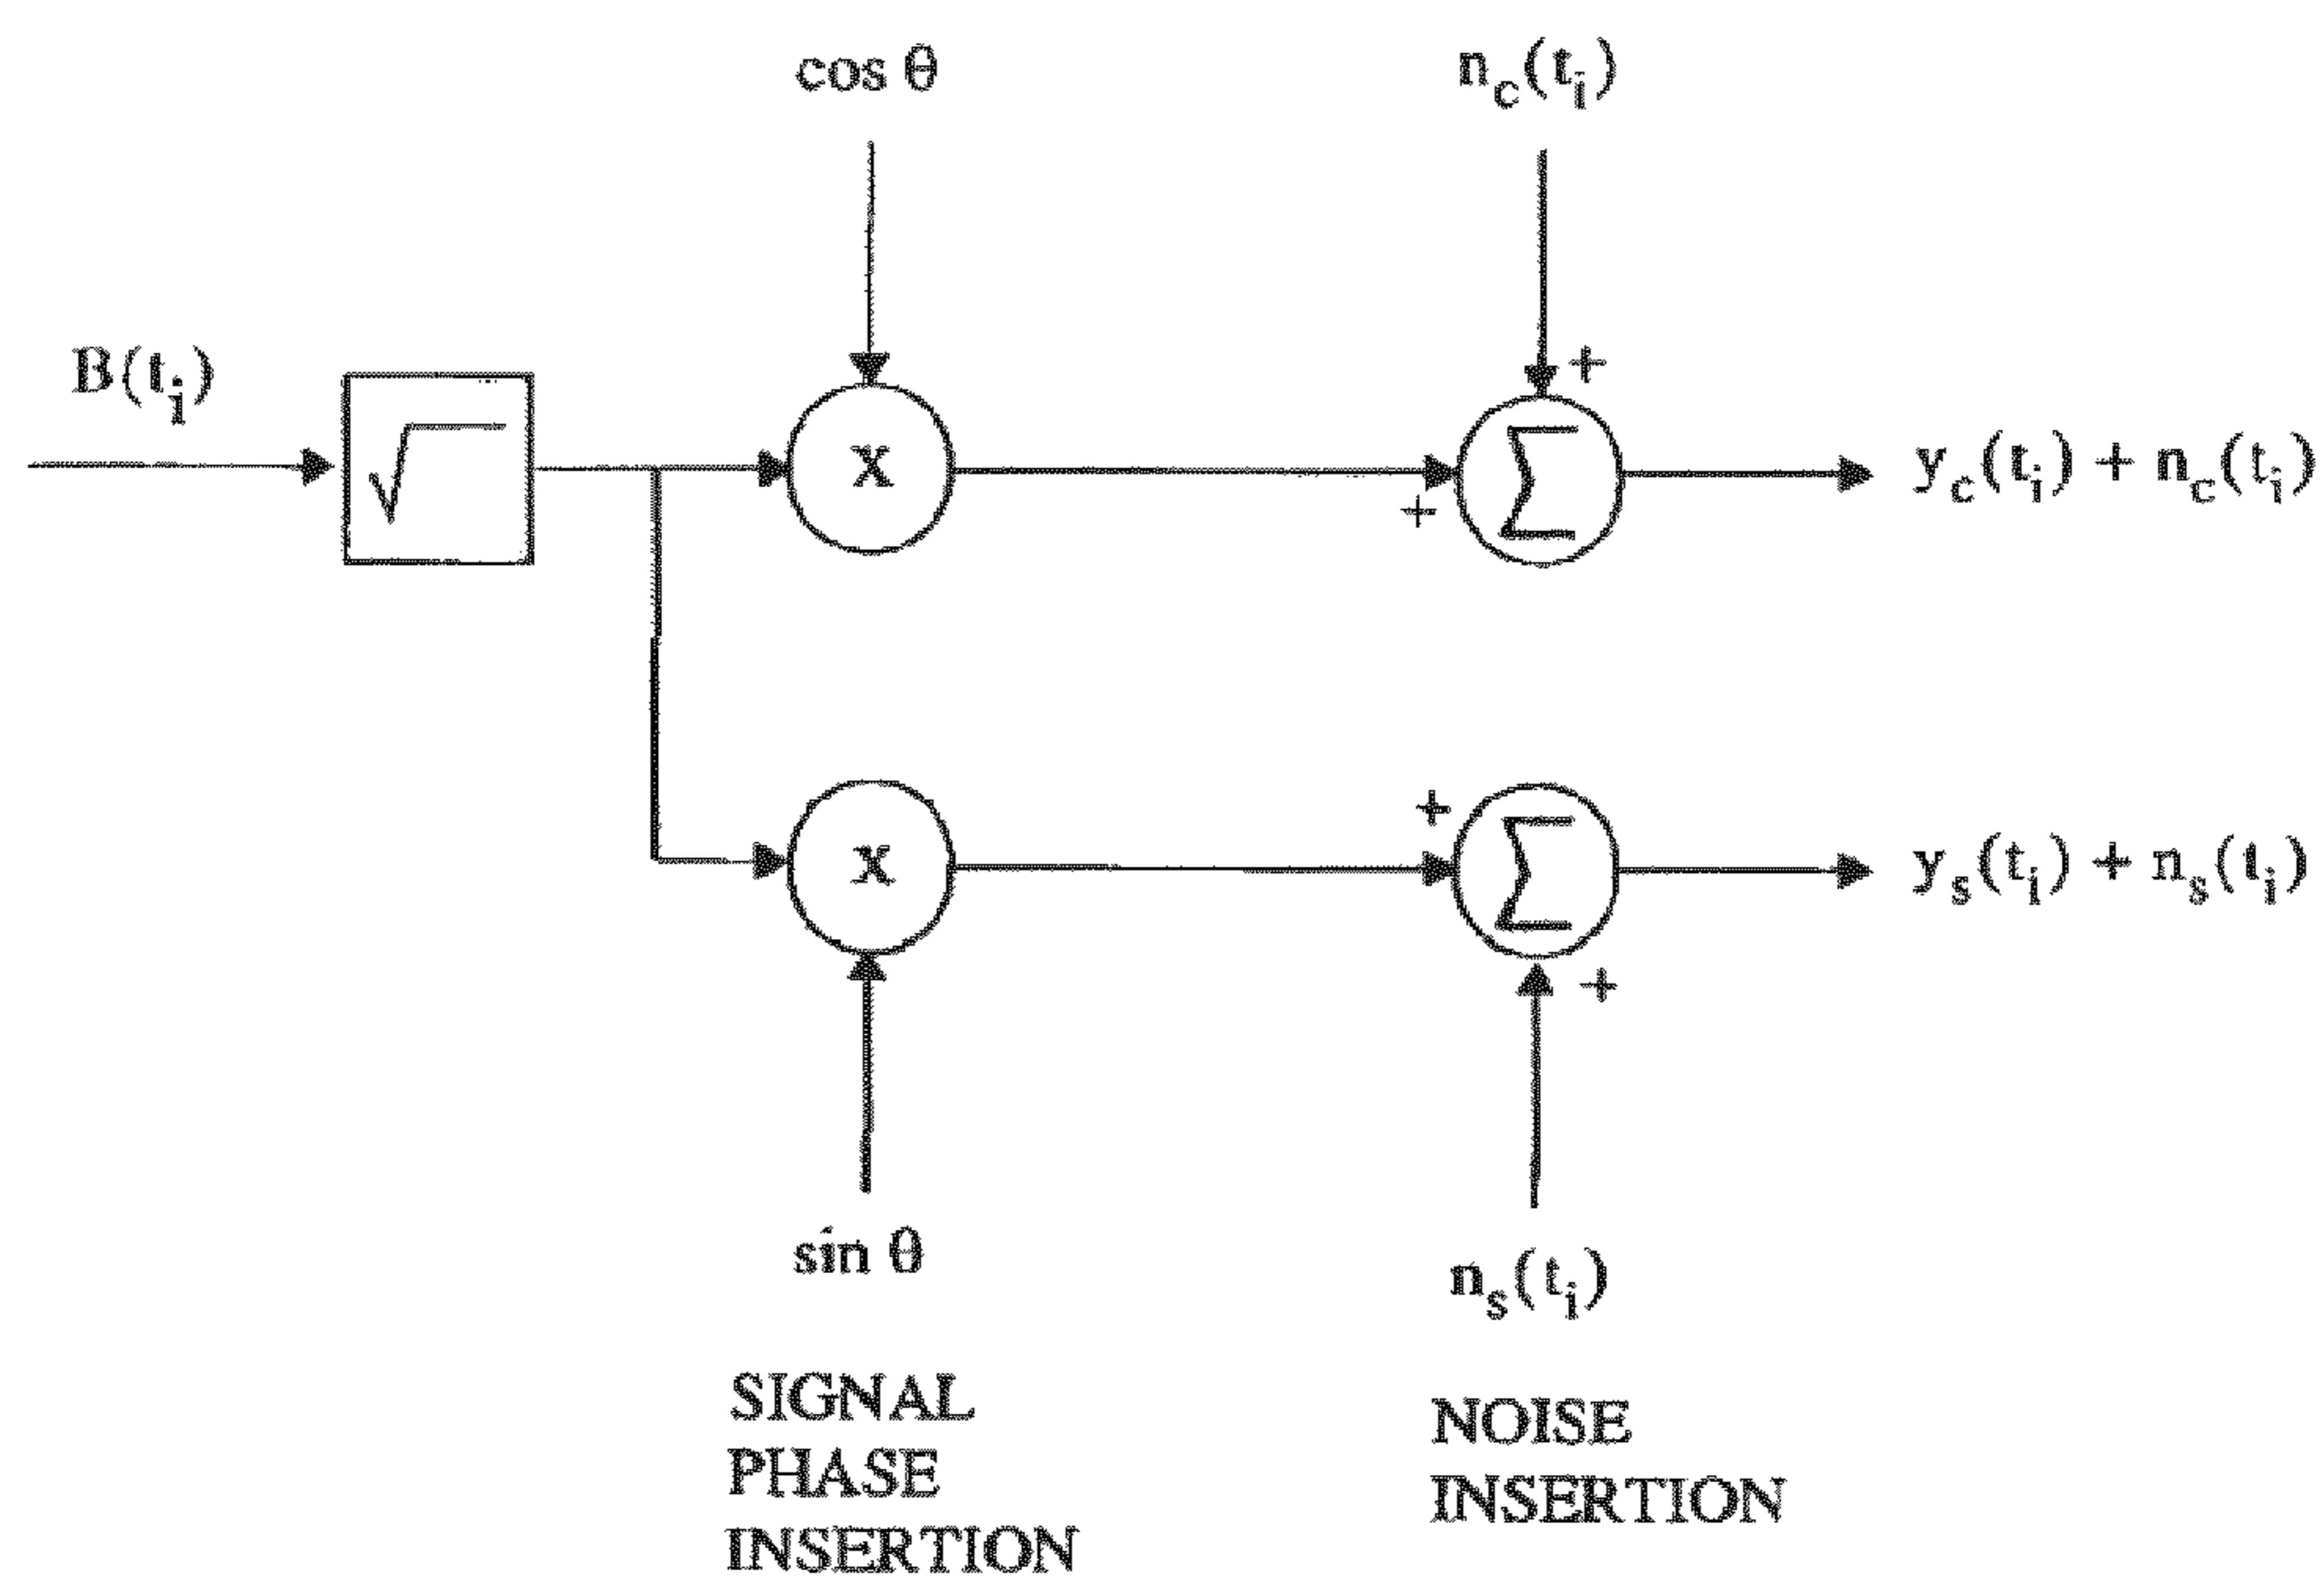 cos θ
n_c(t_i)
B(t_i)
√
X
+
+
Σ
y_c(t_i) + n_c(t_i)
X
+
+
Σ
y_s(t_i) + n_s(t_i)
sin θ
n_s(t_i)
SIGNAL
PHASE
INSERTION
NOISE
INSERTION